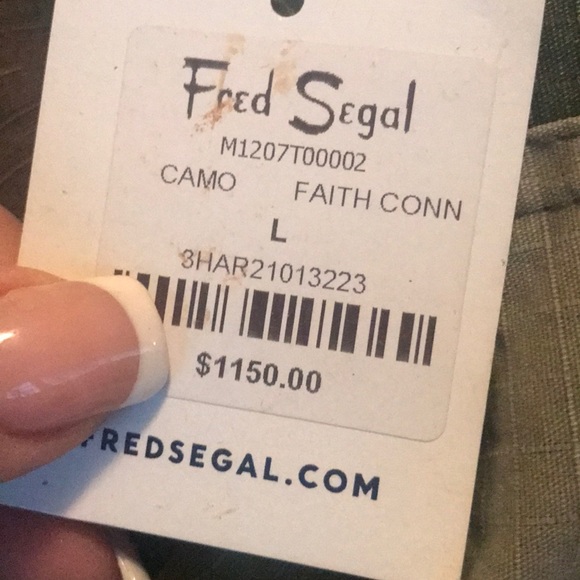 Fred Segal
M1207T00002
CAMO FAITH CONN
L
3HAR21013223
$1150.00
FREDSEGAL.COM